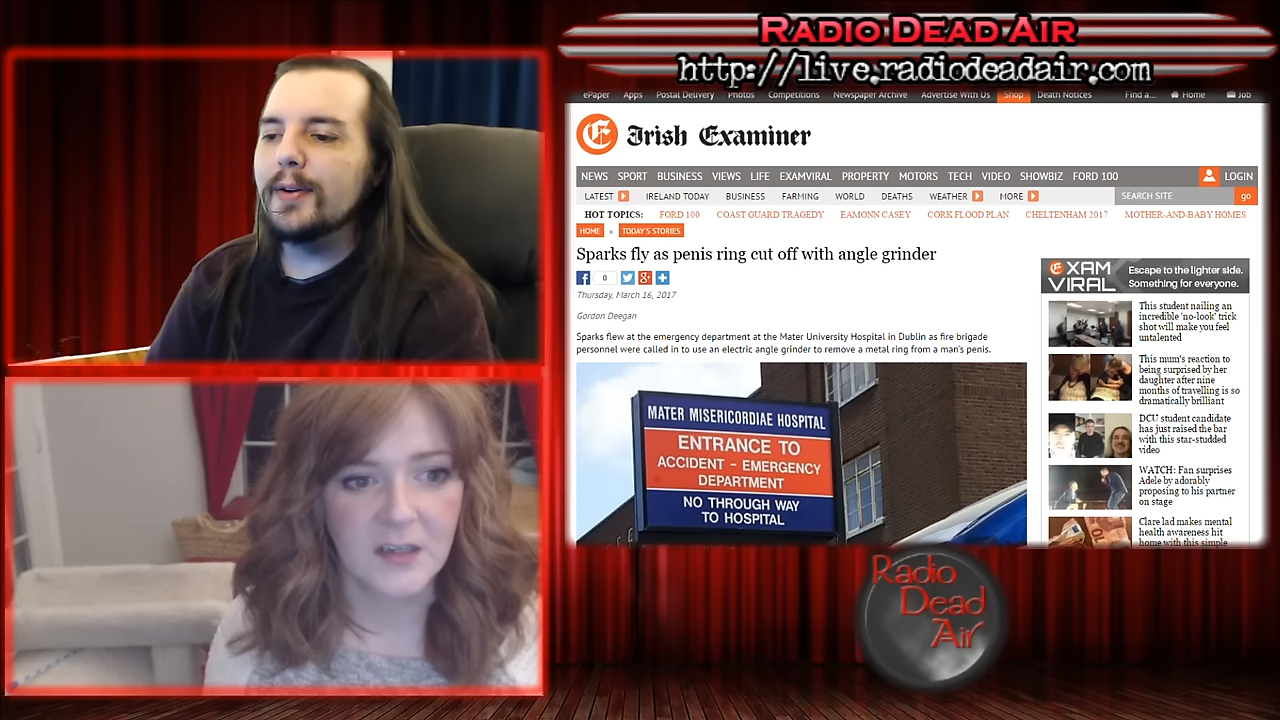 Radio Dead Air
http://live.radiodeadair.com
ePaper Apps Postal Delivery Photos Competitions Newspaper Archive Advertise With Us Shop Death Notices Find a... Home Job
E Irish Examiner
NEWS SPORT BUSINESS VIEWS LIFE EXAMVIRAL PROPERTY MOTORS TECH VIDEO SHOWBIZ FORD 100 LOGIN
LATEST IRELAND TODAY BUSINESS FARMING WORLD DEATHS WEATHER MORE SEARCH SITE go
HOT TOPICS: FORD 100 COAST GUARD TRAGEDY EAMONN CASEY CORK FLOOD PLAN CHELTENHAM 2017 MOTHER-AND-BABY HOMES
HOME » TODAY'S STORIES
Sparks fly as penis ring cut off with angle grinder
0
Thursday, March 16, 2017
Gordon Deegan
Sparks flew at the emergency department at the Mater University Hospital in Dublin as fire brigade
personnel were called in to use an electric angle grinder to remove a metal ring from a man's penis.
MATER MISERICORDIAE HOSPITAL
ENTRANCE TO
ACCIDENT - EMERGENCY
DEPARTMENT
NO THROUGH WAY
TO HOSPITAL
EXAM
VIRAL
Escape to the lighter side.
Something for everyone.
This student nailing an
incredible 'no-look' trick
shot will make you feel
untalented
This mum's reaction to
being surprised by her
daughter after nine
months of travelling is so
dramatically brilliant
DCU student candidate
has just raised the bar
with this star-studded
video
WATCH: Fan surprises
Adele by adorably
proposing to his partner
on stage
Clare lad makes mental
health awareness hit
home with this simple
Radio
Dead
Air